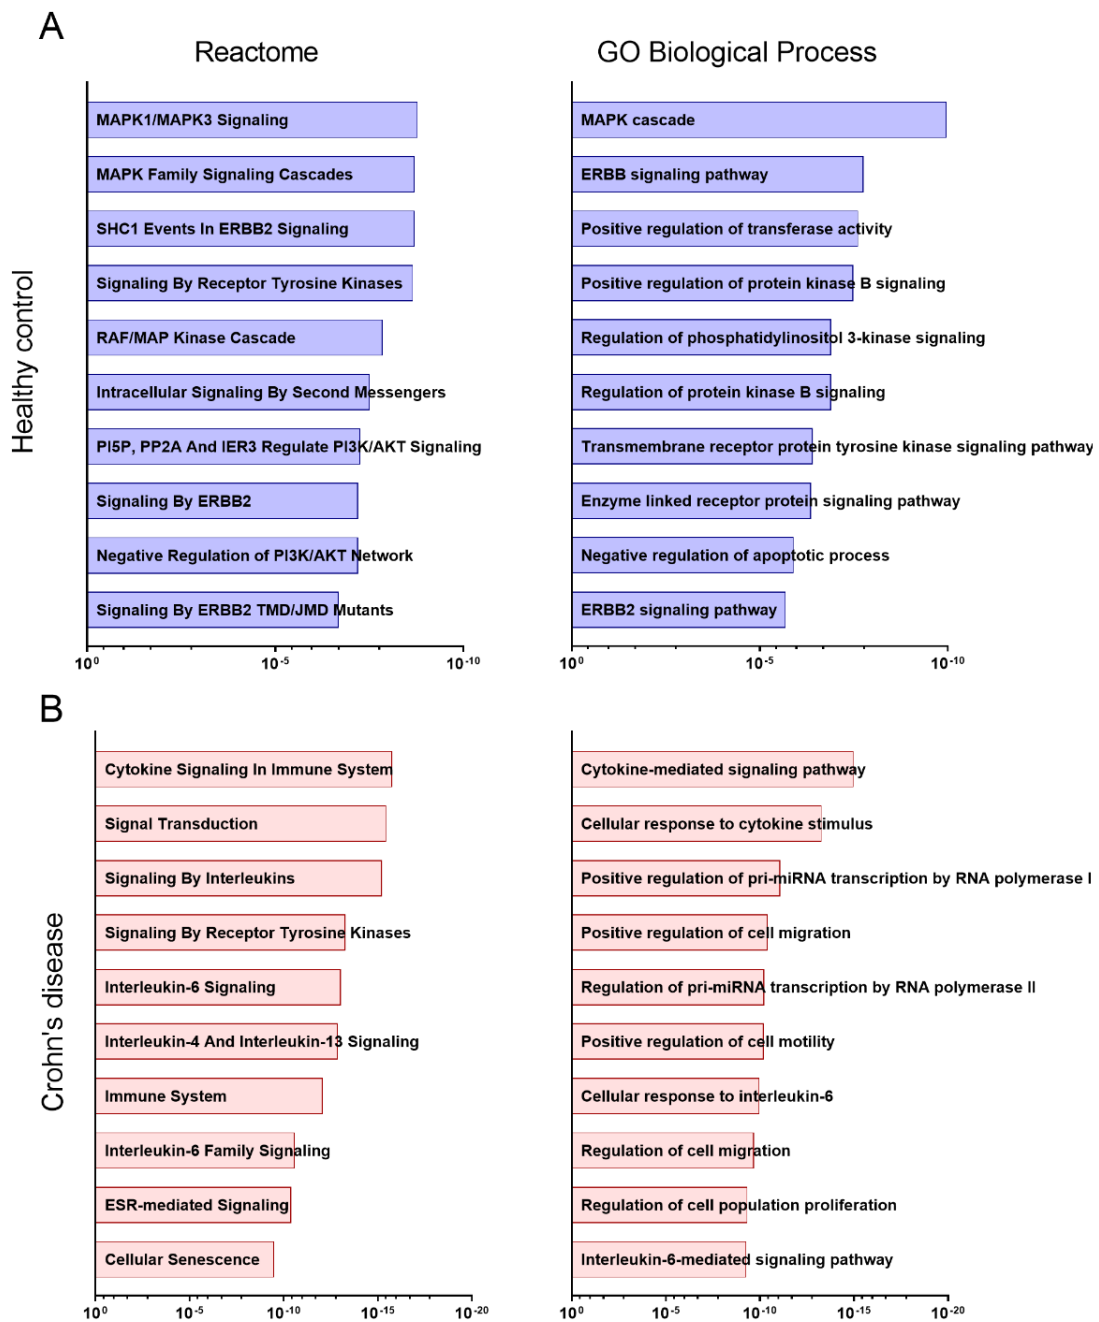 A
Reactome
GO Biological Process
Healthy control
MAPK1/MAPK3 Signaling
MAPK Family Signaling Cascades
SHC1 Events In ERBB2 Signaling
Signaling By Receptor Tyrosine Kinases
RAF/MAP Kinase Cascade
Intracellular Signaling By Second Messengers
PI5P, PP2A And IER3 Regulate PI3K/AKT Signaling
Signaling By ERBB2
Negative Regulation of PI3K/AKT Network
Signaling By ERBB2 TMD/JMD Mutants
10⁰ 10⁻⁵ 10⁻¹⁰
MAPK cascade
ERBB signaling pathway
Positive regulation of transferase activity
Positive regulation of protein kinase B signaling
Regulation of phosphatidylinositol 3-kinase signaling
Regulation of protein kinase B signaling
Transmembrane receptor protein tyrosine kinase signaling pathway
Enzyme linked receptor protein signaling pathway
Negative regulation of apoptotic process
ERBB2 signaling pathway
10⁰ 10⁻⁵ 10⁻¹⁰
B
Crohn's disease
Cytokine Signaling In Immune System
Signal Transduction
Signaling By Interleukins
Signaling By Receptor Tyrosine Kinases
Interleukin-6 Signaling
Interleukin-4 And Interleukin-13 Signaling
Immune System
Interleukin-6 Family Signaling
ESR-mediated Signaling
Cellular Senescence
10⁰ 10⁻⁵ 10⁻¹⁰ 10⁻¹⁵ 10⁻²⁰
Cytokine-mediated signaling pathway
Cellular response to cytokine stimulus
Positive regulation of pri-miRNA transcription by RNA polymerase I
Positive regulation of cell migration
Regulation of pri-miRNA transcription by RNA polymerase II
Positive regulation of cell motility
Cellular response to interleukin-6
Regulation of cell migration
Regulation of cell population proliferation
Interleukin-6-mediated signaling pathway
10⁰ 10⁻⁵ 10⁻¹⁰ 10⁻¹⁵ 10⁻²⁰